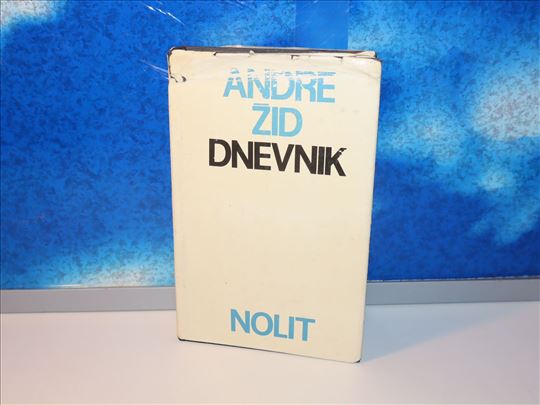 ANDRE
ŽID
DNEVNIK
NOLIT